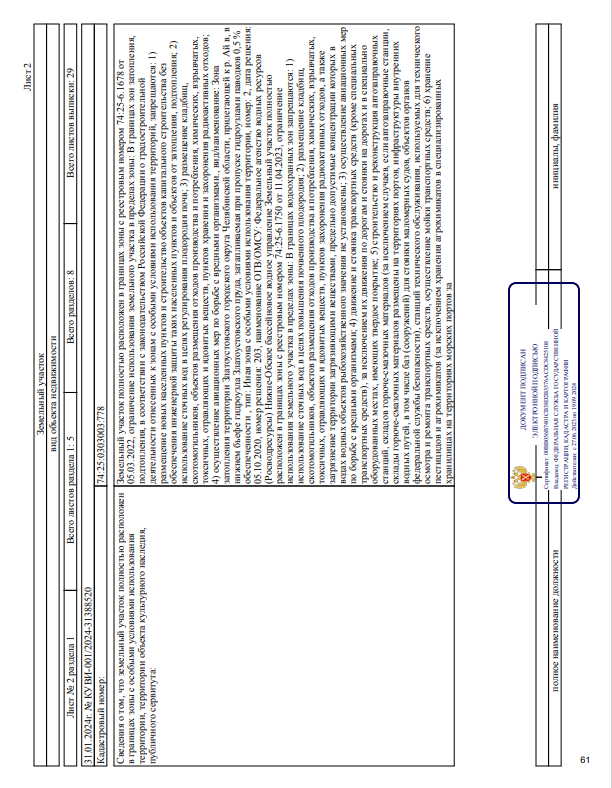 Лист 2
Земельный участок
вид объекта недвижимости
Лист № 2 раздела 1
Всего листов раздела 1: 5
Всего разделов: 8
Всего листов выписки: 29
31.01.2024г. № КУВИ-001/2024-31388520
Кадастровый номер:
74:25:0303003:778
Сведения о том, что земельный участок полностью расположен
в границах зоны с особыми условиями использования
территории, территории объекта культурного наследия,
публичного сервитута:
Земельный участок полностью расположен в границах зоны с реестровым номером 74:25-6.1678 от
05.03.2022, ограничение использования земельного участка в пределах зоны: В границах зон затопления,
подтопления, в соответствии с законодательством Российской Федерации о градостроительной
деятельности отнесенных к зонам с особыми условиями использования территорий, запрещаются: 1)
размещение новых населенных пунктов и строительство объектов капитального строительства без
обеспечения инженерной защиты таких населенных пунктов и объектов от затопления, подтопления; 2)
использование сточных вод в целях регулирования плодородия почв; 3) размещение кладбищ,
скотомогильников, объектов размещения отходов производства и потребления, химических, взрывчатых,
токсичных, отравляющих и ядовитых веществ, пунктов хранения и захоронения радиоактивных отходов;
4) осуществление авиационных мер по борьбе с вредными организмами., вид/наименование: Зона
затопления на территории Златоустовского городского округа Челябинской области, прилегающей к р. Ай в,
нижнем бьефе гидроузла Златоустовского пруда, затапливаемая при пропуске гидроузлами паводков 0,5 %
обеспеченности , тип: Иная зона с особыми условиями использования территории, номер: 2, дата решения:
05.10.2020, номер решения: 203, наименование ОГВ/ОМСУ: Федеральное агенство водных ресурсов
(Росводресурсы) Нижне-Обское бассейновое водное управление Земельный участок полностью
расположен в границах зоны с реестровым номером 74:25-6.1750 от 11.04.2023, ограничение
использования земельного участка в пределах зоны: В границах водоохранных зон запрещаются: 1)
использование сточных вод в целях повышения почвенного плодородия; 2) размещение кладбищ,
скотомогильников, объектов размещения отходов производства и потребления, химических, взрывчатых,
токсичных, отравляющих и ядовитых веществ, пунктов захоронения радиоактивных отходов, а также
загрязнение территории загрязняющими веществами, предельно допустимые концентрации которых в
водах водных объектов рыбохозяйственного значения не установлены; 3) осуществление авиационных мер
по борьбе с вредными организмами; 4) движение и стоянка транспортных средств (кроме специальных
транспортных средств), за исключением их движения по дорогам и стоянки на дорогах и в специально
оборудованных местах, имеющих твердое покрытие; 5) строительство и реконструкция автозаправочных
станций, складов горюче-смазочных материалов (за исключением случаев, если автозаправочные станции,
склады горюче-смазочных материалов размещены на территориях портов, инфраструктуры внутренних
водных путей, в том числе баз (сооружений) для стоянки маломерных судов, объектов органов
федеральной службы безопасности), станций технического обслуживания, используемых для технического
осмотра и ремонта транспортных средств, осуществление мойки транспортных средств; 6) хранение
пестицидов и агрохимикатов (за исключением хранения агрохимикатов в специализированных
хранилищах на территориях морских портов за
полное наименование должности
ДОКУМЕНТ ПОДПИСАН
ЭЛЕКТРОННОЙ ПОДПИСЬЮ
Сертификат:
Владелец: ФЕДЕРАЛЬНАЯ СЛУЖБА ГОСУДАРСТВЕННОЙ
РЕГИСТРАЦИИ, КАДАСТРА И КАРТОГРАФИИ
Действителен: с 27.06.2023 по 19.09.2024
инициалы, фамилия
61